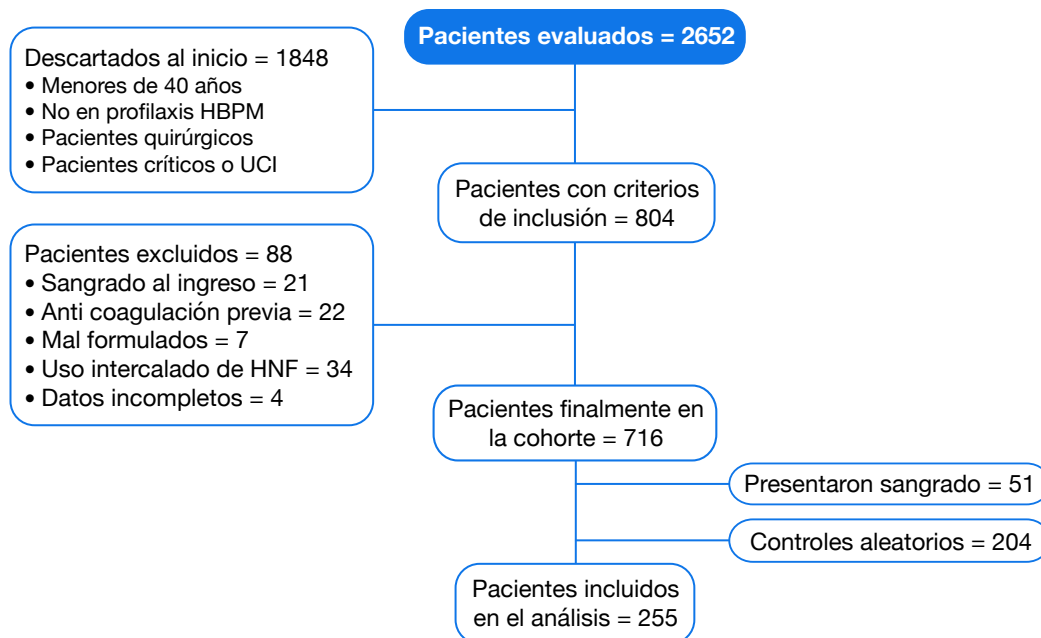 Pacientes evaluados = 2652
Descartados al inicio = 1848
• Menores de 40 años
• No en profilaxis HBPM
• Pacientes quirúrgicos
• Pacientes críticos o UCI
Pacientes con criterios
de inclusión = 804
Pacientes excluidos = 88
• Sangrado al ingreso = 21
• Anti coagulación previa = 22
• Mal formulados = 7
• Uso intercalado de HNF = 34
• Datos incompletos = 4
Pacientes finalmente en
la cohorte = 716
Presentaron sangrado = 51
Controles aleatorios = 204
Pacientes incluidos
en el análisis = 255